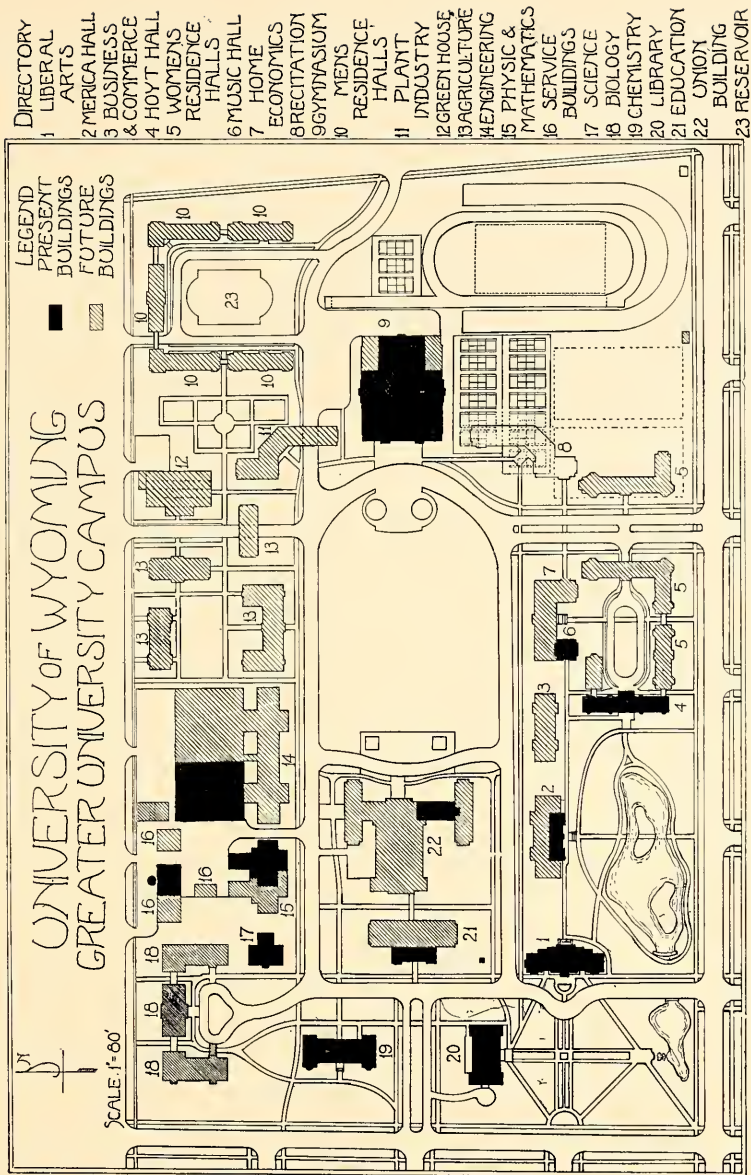 UNIVERSITY OF WYOMING
GREATER UNIVERSITY CAMPUS
N
SCALE: 1"=80'
LEGEND
PRESENT
BUILDINGS
FUTURE
BUILDINGS
18
18
18
16
16
16
17
15
14
13
13
13
13
12
11
10
10
10
10
10
23
19
21
22
9
20
1
2
3
6
7
4
5
5
5
8
DIRECTORY
1 LIBERAL
ARTS
2 MERICA HALL
3 BUSINESS
& COMMERCE
4 HOYT HALL
5 WOMENS
RESIDENCE
HALLS
6 MUSIC HALL
7 HOME
ECONOMICS
8 RECITATION
9 GYMNASIUM
10 MENS
RESIDENCE
HALLS
11 PLANT
INDUSTRY
12 GREEN HOUSE
13 AGRICULTURE
14 ENGINEERING
15 PHYSIC &
MATHEMATICS
16 SERVICE
BUILDINGS
17 SCIENCE
18 BIOLOGY
19 CHEMISTRY
20 LIBRARY
21 EDUCATION
22 UNION
BUILDING
23 RESERVOIR